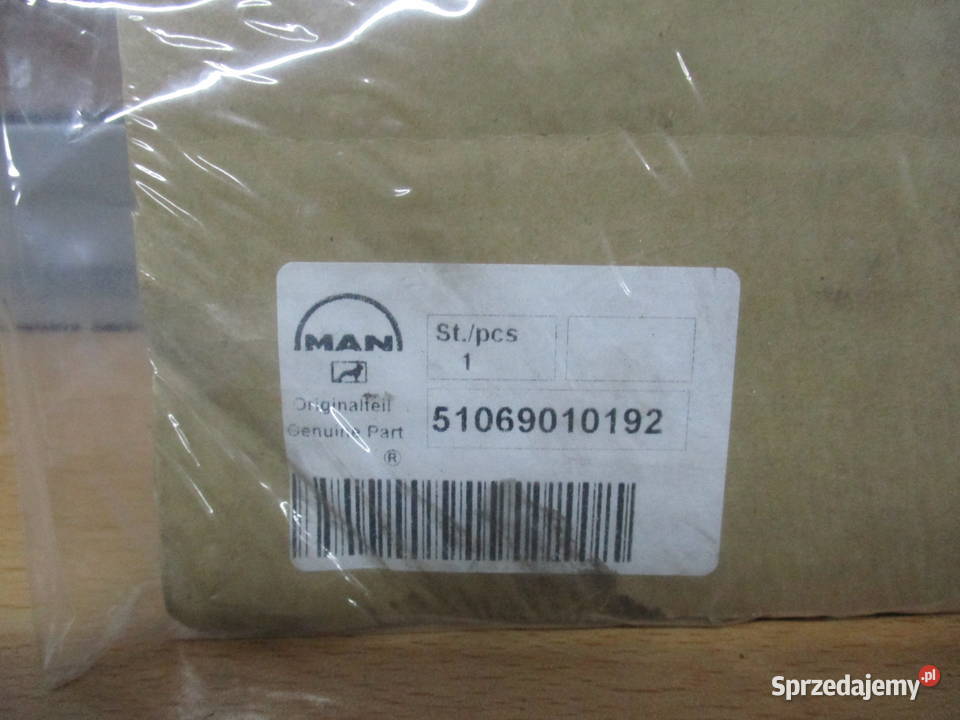 MAN
St./pcs
1
Originalteil
Genuine Part
51069010192
®
Sprzedajemy.pl